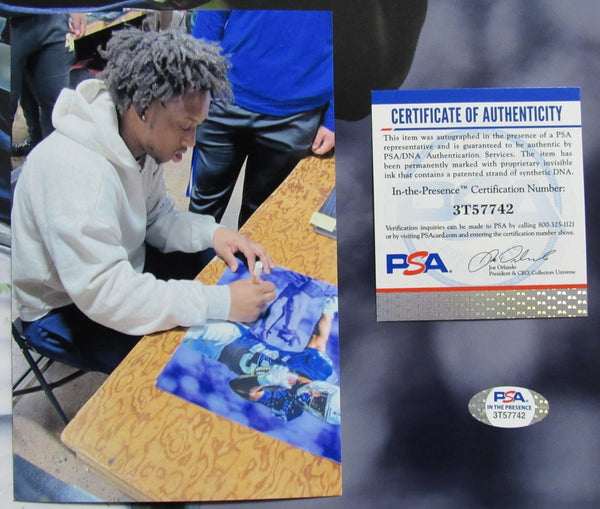 CERTIFICATE OF AUTHENTICITY
This item was autographed in the presence of a PSA
representative and is guaranteed to be authentic by
PSA/DNA Authentication Services. The item has
been permanently marked with proprietary invisible
ink that contains a patented strand of synthetic DNA.
In-the-Presence™ Certification Number:
3T57742
Verification inquiries can be made to PSA by calling 800-325-1121
or by visiting PSAcard.com and entering the certification number above.
PSA.
Joe Orlando
President & CEO, Collectors Universe
PSA
IN THE PRESENCE
3T57742